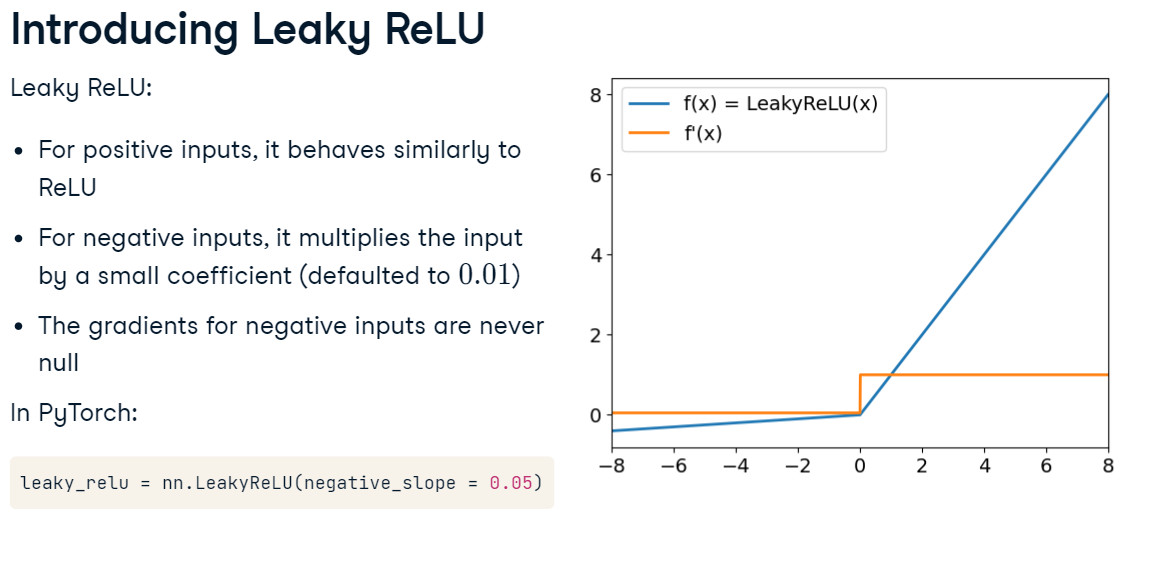 Introducing Leaky ReLU
Leaky ReLU:
• For positive inputs, it behaves similarly to
ReLU
• For negative inputs, it multiplies the input
by a small coefficient (defaulted to 0.01)
• The gradients for negative inputs are never
null
In PyTorch:
leaky_relu = nn.LeakyReLU(negative_slope = 0.05)
f(x) = LeakyReLU(x)
f'(x)
8
6
4
2
0
−8 −6 −4 −2 0 2 4 6 8